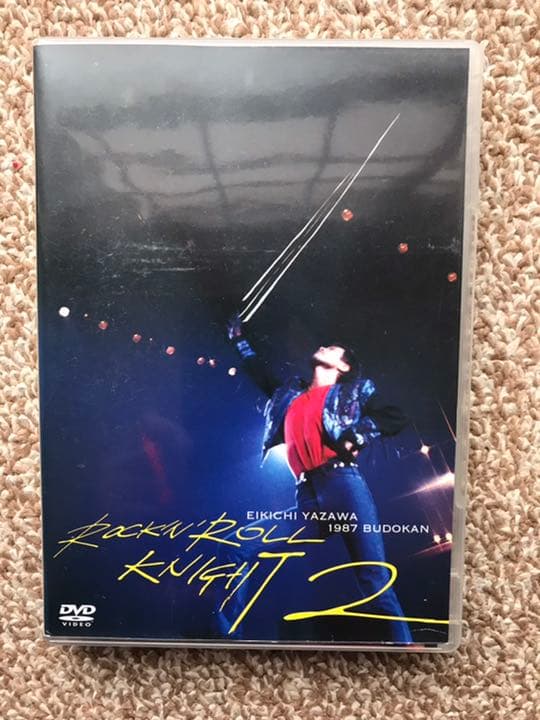 EIKICHI YAZAWA
1987 BUDOKAN
ROCK'N' ROLL
KNIGHT 2
DVD
VIDEO